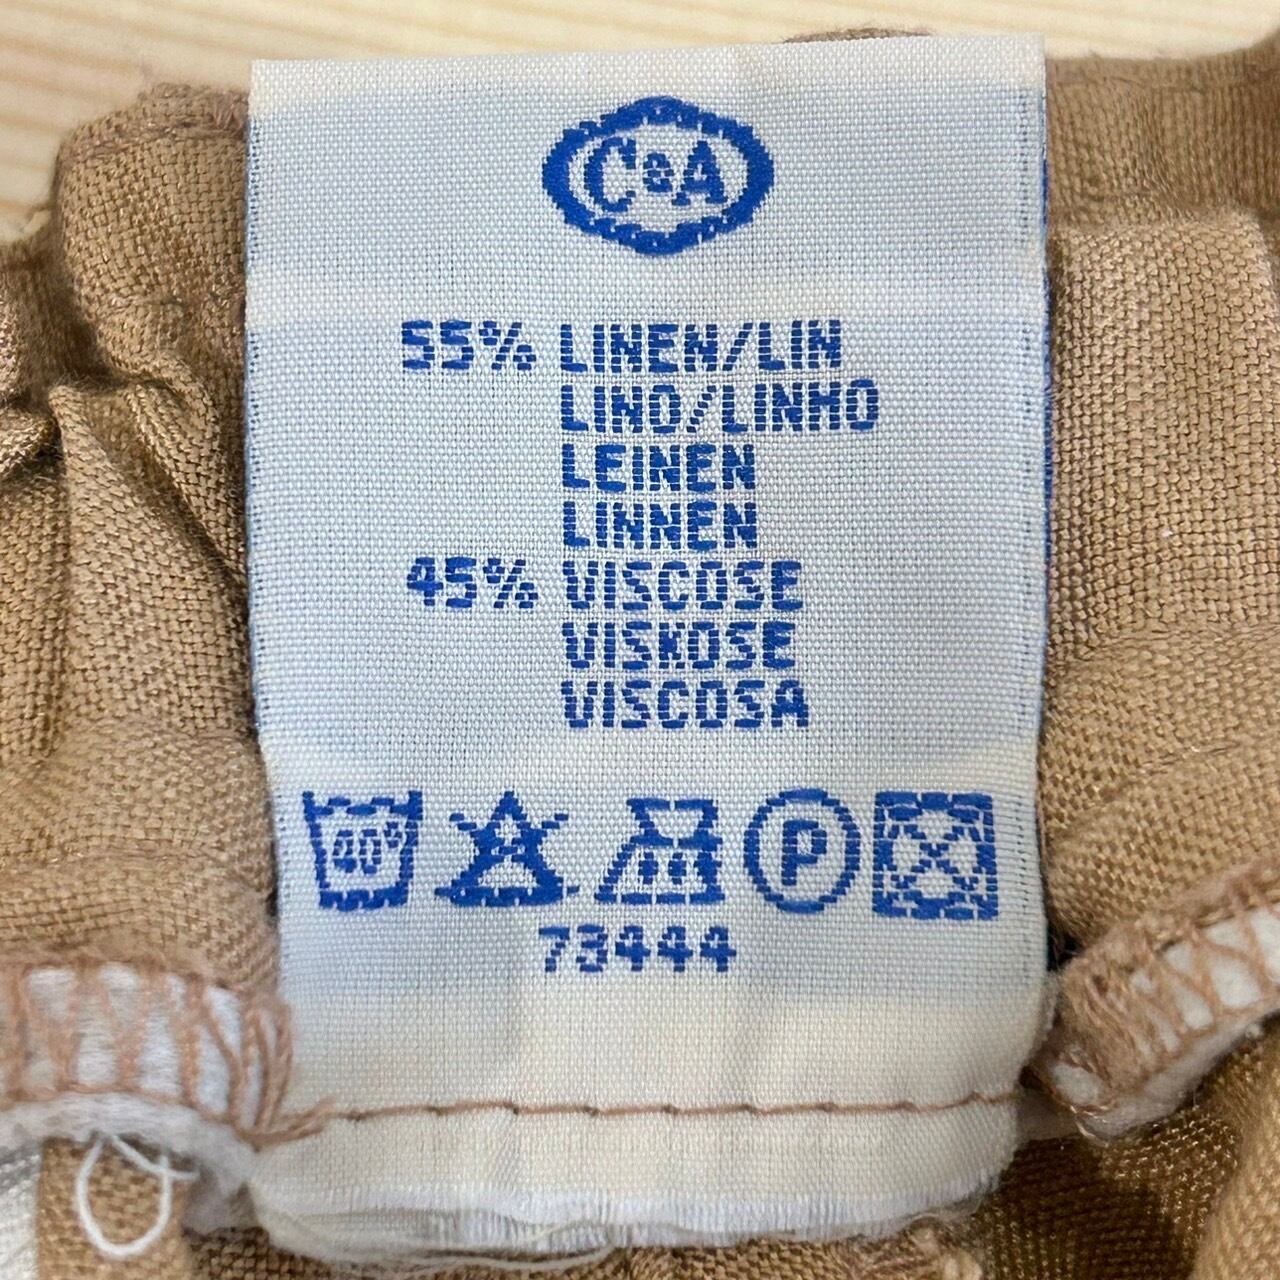 C&A
55% LINEN/LIN
LINO/LINHO
LEINEN
LINNEN
45% VISCOSE
VISKOSE
VISCOSA
40° P
73444